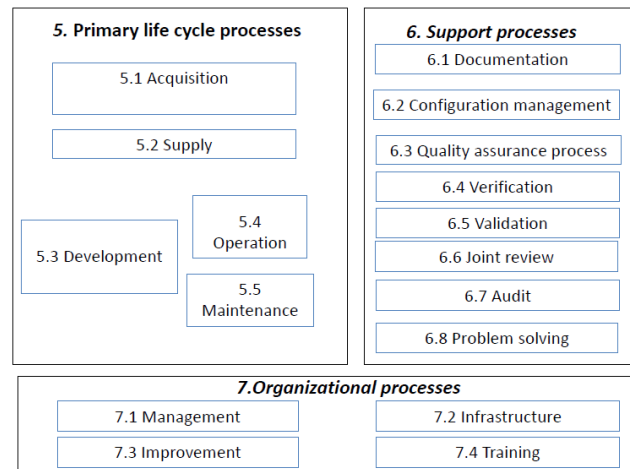 5. Primary life cycle processes
5.1 Acquisition
5.2 Supply
5.3 Development
5.4
Operation
5.5
Maintenance
6. Support processes
6.1 Documentation
6.2 Configuration management
6.3 Quality assurance process
6.4 Verification
6.5 Validation
6.6 Joint review
6.7 Audit
6.8 Problem solving
7.Organizational processes
7.1 Management
7.2 Infrastructure
7.3 Improvement
7.4 Training